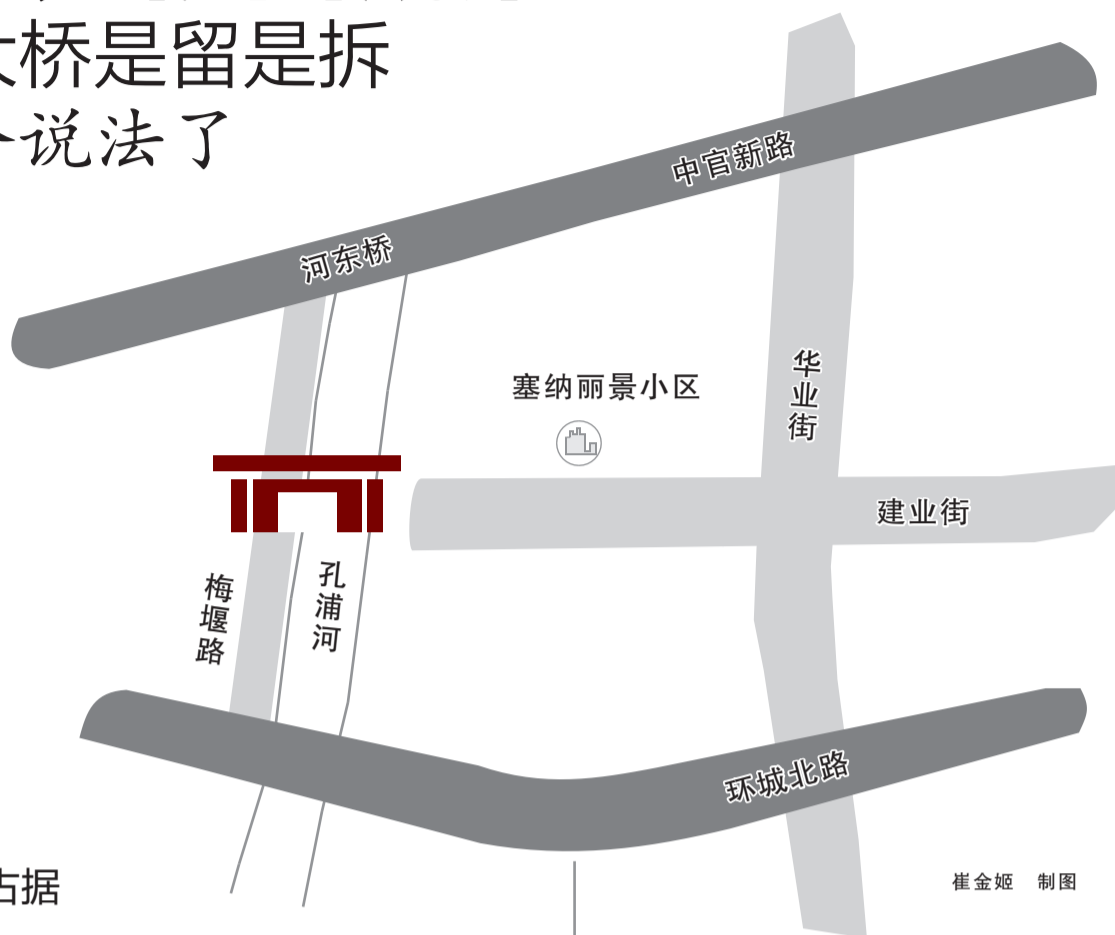 桥是留是拆
说法了
中官新路
河东桥
塞纳丽景小区
华业街
建业街
梅堰路
孔浦河
环城北路
据
崔金姬 制图